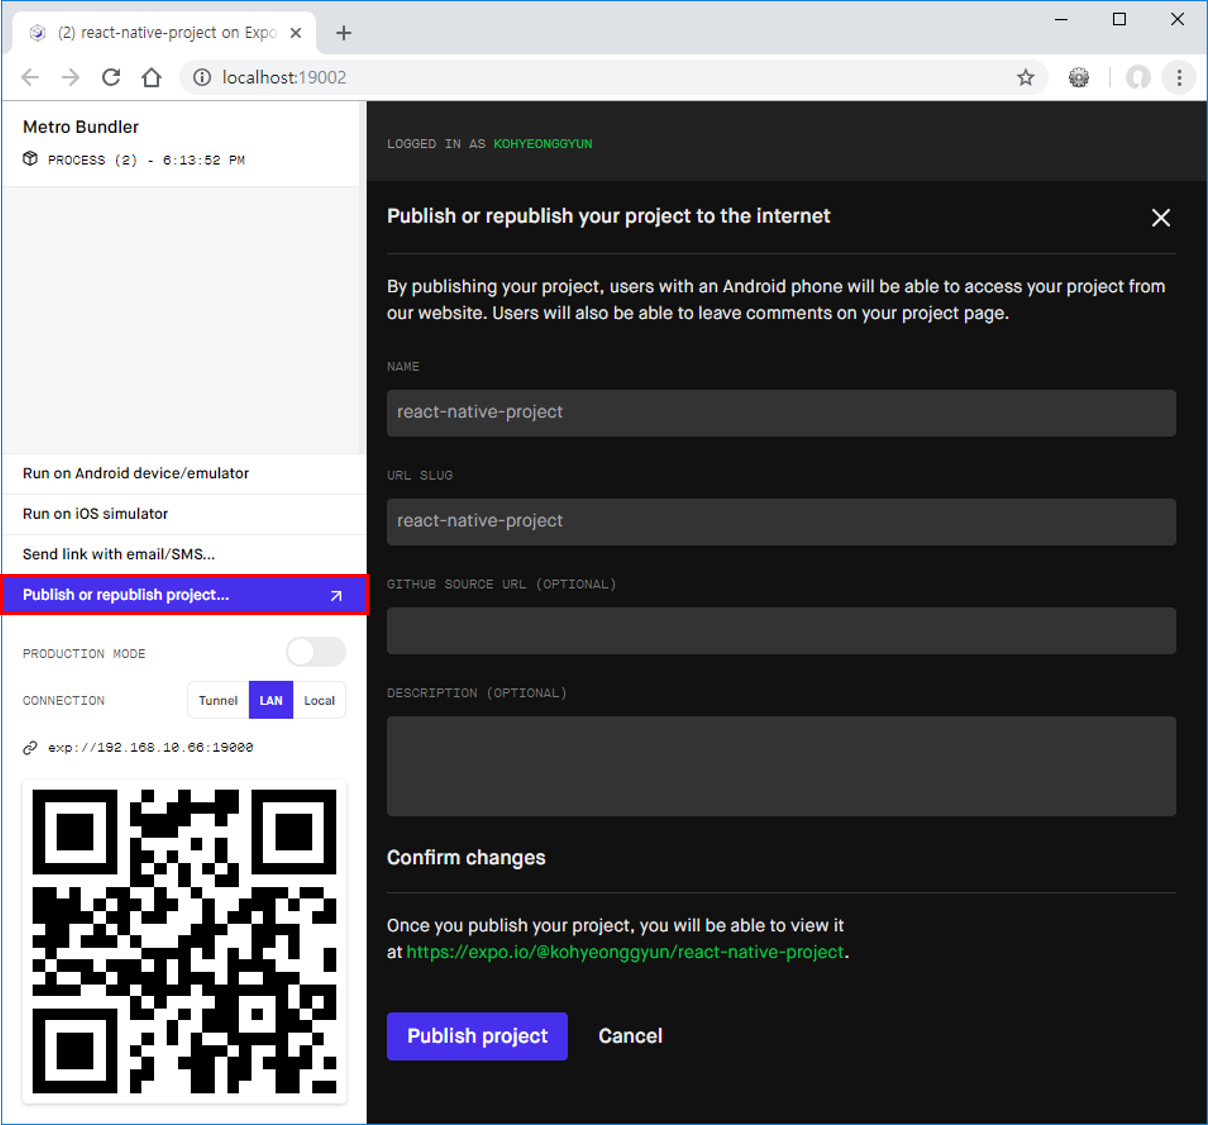 (2) react-native-project on Expo
localhost:19002
Metro Bundler
PROCESS (2) - 6:13:52 PM
Run on Android device/emulator
Run on iOS simulator
Send link with email/SMS...
Publish or republish project...
PRODUCTION MODE
CONNECTION
Tunnel LAN Local
exp://192.168.10.66:19000
LOGGED IN AS KOHYEONGGYUN
Publish or republish your project to the internet
By publishing your project, users with an Android phone will be able to access your project from
our website. Users will also be able to leave comments on your project page.
NAME
react-native-project
URL SLUG
react-native-project
GITHUB SOURCE URL (OPTIONAL)
DESCRIPTION (OPTIONAL)
Confirm changes
Once you publish your project, you will be able to view it
at https://expo.io/@kohyeonggyun/react-native-project.
Publish project Cancel